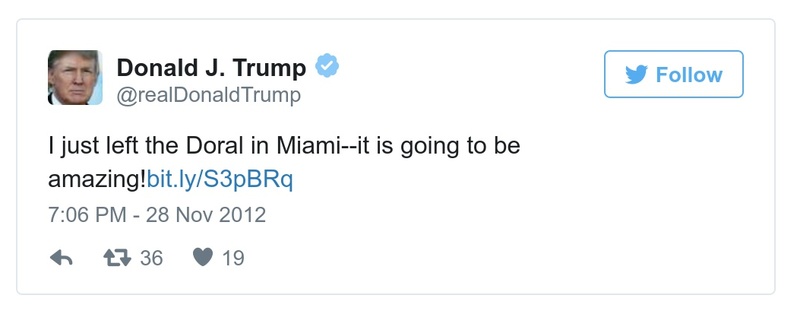 Donald J. Trump
@realDonaldTrump
Follow
I just left the Doral in Miami--it is going to be
amazing!bit.ly/S3pBRq
7:06 PM - 28 Nov 2012
36 19